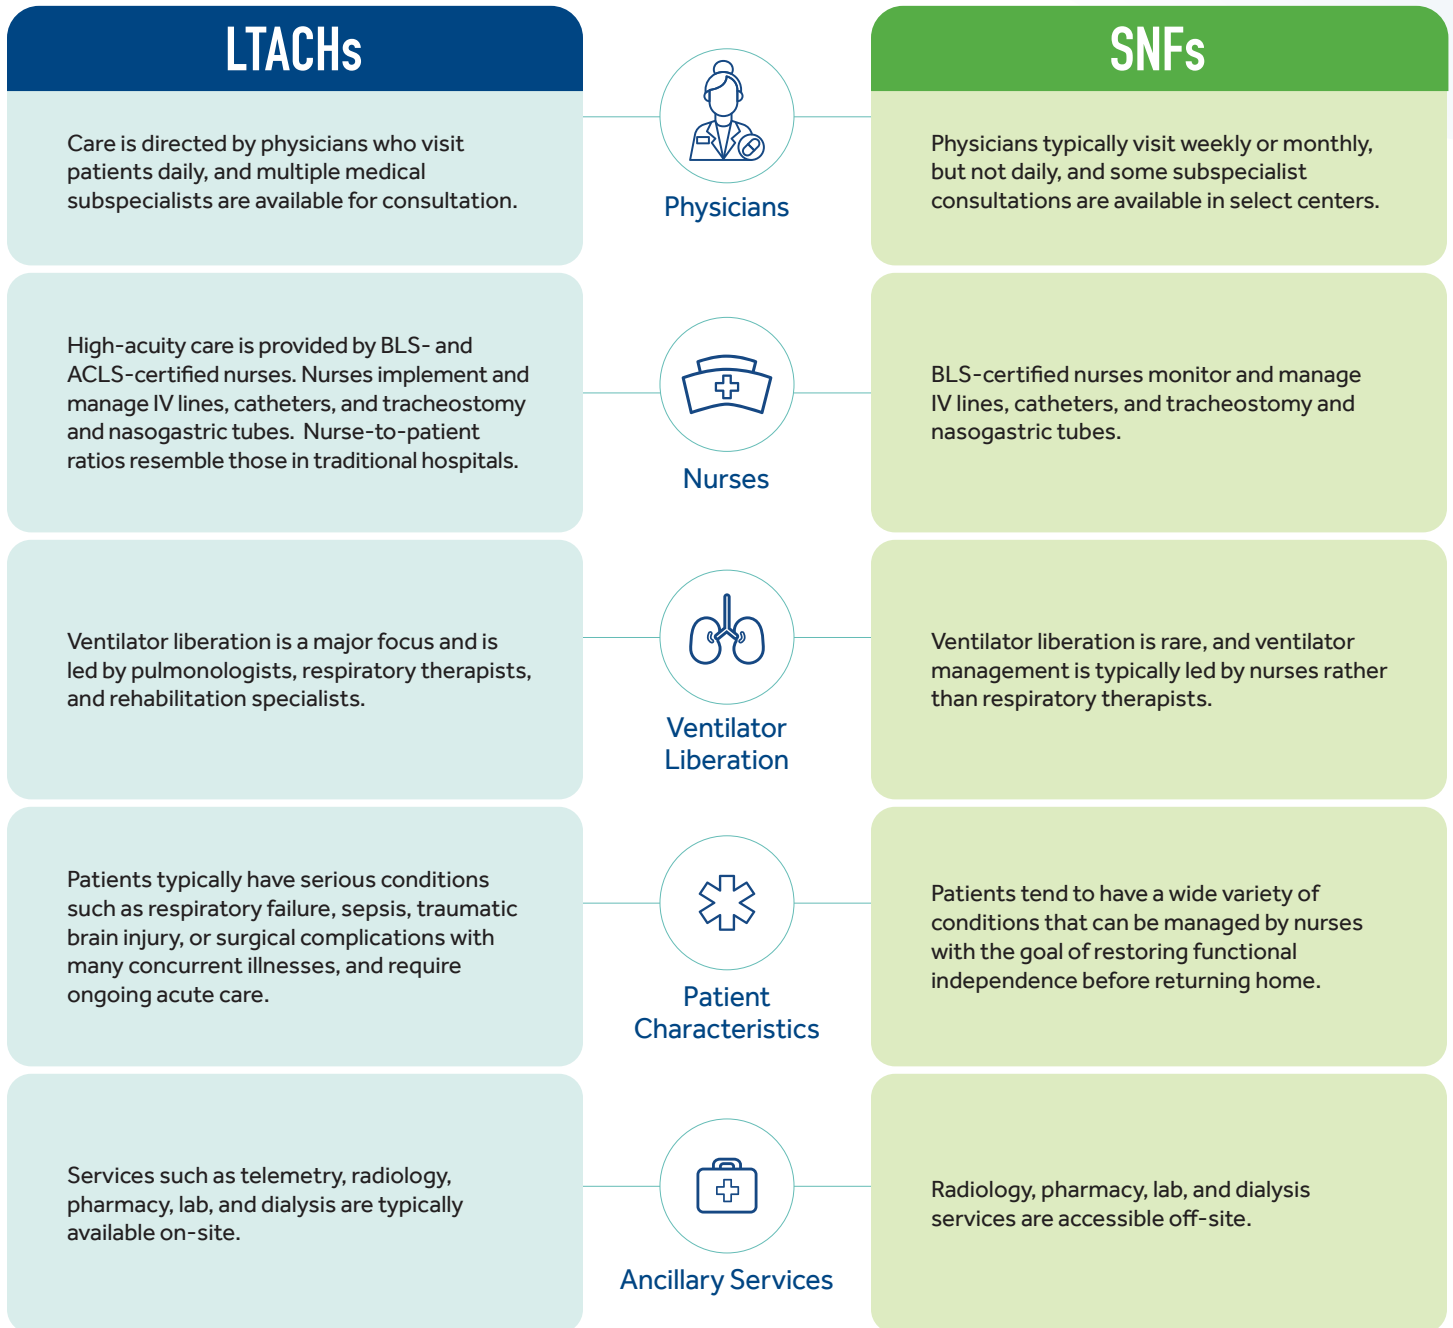 LTACHs
SNFs
Care is directed by physicians who visit
patients daily, and multiple medical
subspecialists are available for consultation.
Physicians
Physicians typically visit weekly or monthly,
but not daily, and some subspecialist
consultations are available in select centers.
High-acuity care is provided by BLS- and
ACLS-certified nurses. Nurses implement and
manage IV lines, catheters, and tracheostomy
and nasogastric tubes.  Nurse-to-patient
ratios resemble those in traditional hospitals.
Nurses
BLS-certified nurses monitor and manage
IV lines, catheters, and tracheostomy and
nasogastric tubes.
Ventilator liberation is a major focus and is
led by pulmonologists, respiratory therapists,
and rehabilitation specialists.
Ventilator
Liberation
Ventilator liberation is rare, and ventilator
management is typically led by nurses rather
than respiratory therapists.
Patients typically have serious conditions
such as respiratory failure, sepsis, traumatic
brain injury, or surgical complications with
many concurrent illnesses, and require
ongoing acute care.
Patient
Characteristics
Patients tend to have a wide variety of
conditions that can be managed by nurses
with the goal of restoring functional
independence before returning home.
Services such as telemetry, radiology,
pharmacy, lab, and dialysis are typically
available on-site.
Ancillary Services
Radiology, pharmacy, lab, and dialysis
services are accessible off-site.